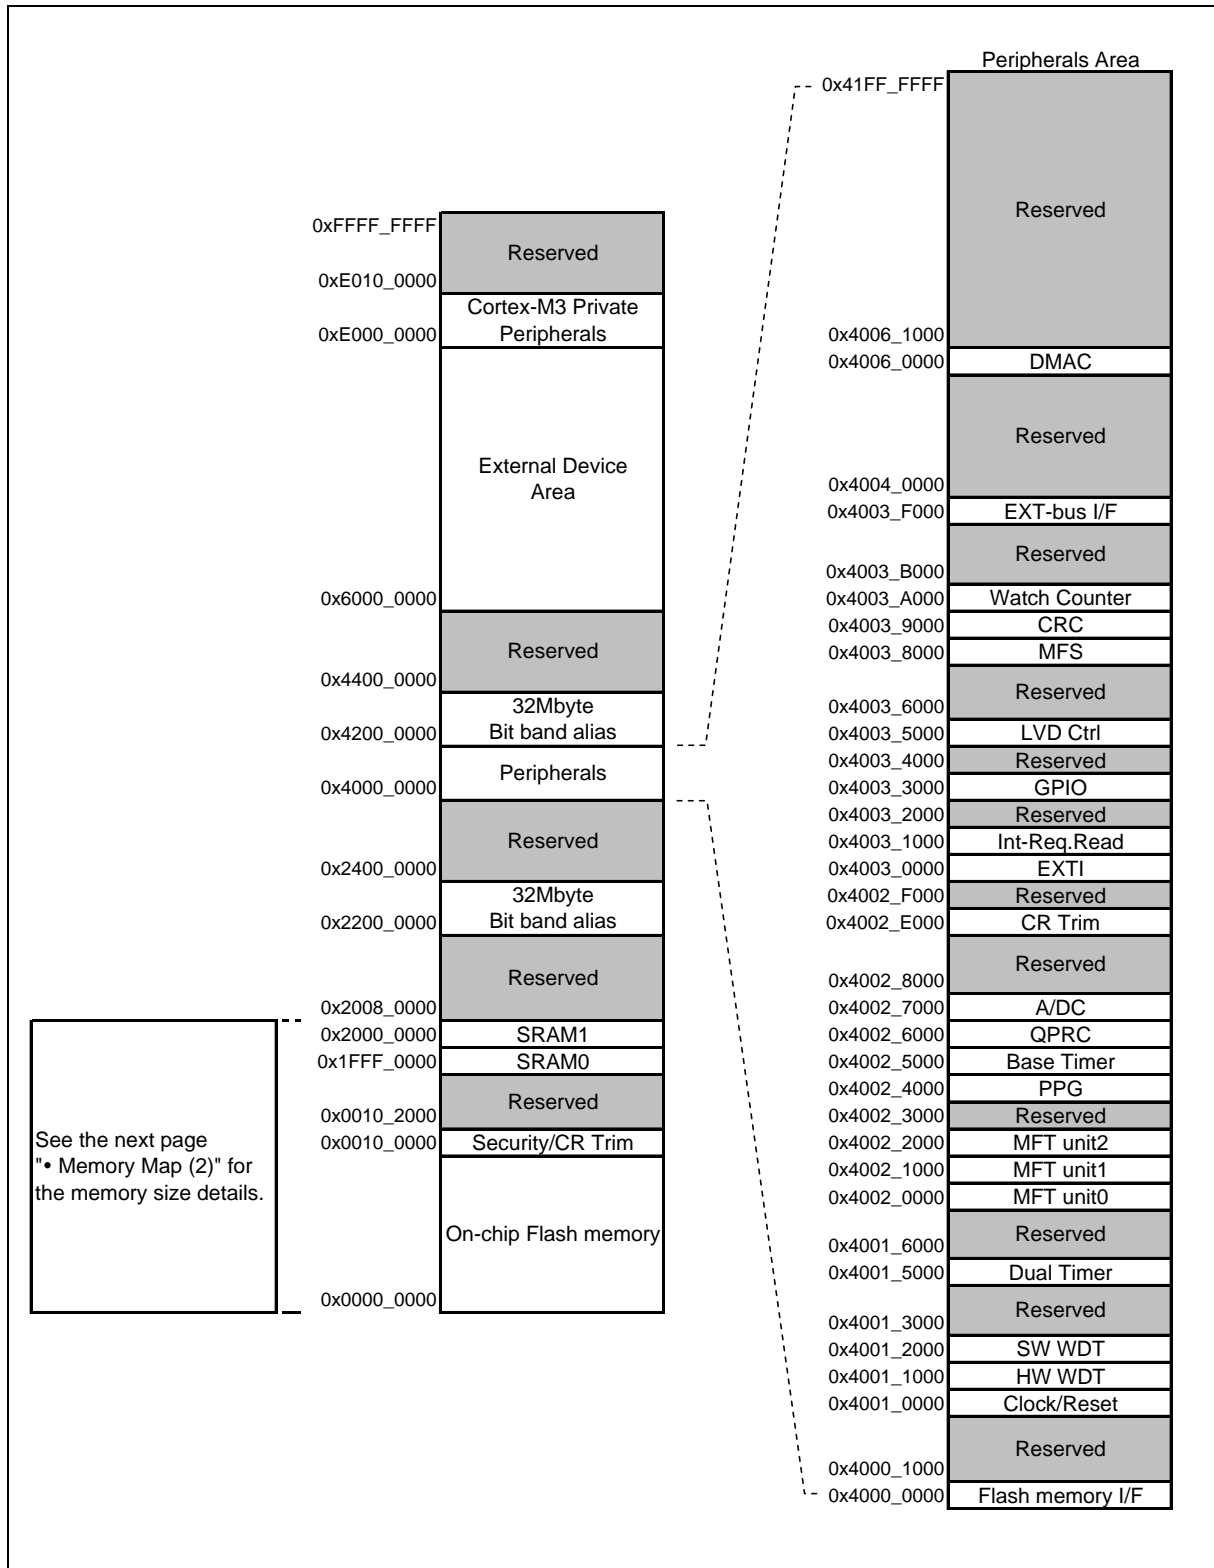 0xFFFF_FFFF
Reserved
0xE010_0000
Cortex-M3 Private
Peripherals
0xE000_0000
External Device
Area
0x6000_0000
Reserved
0x4400_0000
32Mbyte
Bit band alias
0x4200_0000
Peripherals
0x4000_0000
Reserved
0x2400_0000
32Mbyte
Bit band alias
0x2200_0000
Reserved
0x2008_0000
0x2000_0000 SRAM1
0x1FFF_0000 SRAM0
Reserved
0x0010_2000
0x0010_0000 Security/CR Trim
On-chip Flash memory
0x0000_0000
See the next page
"• Memory Map (2)" for
the memory size details.
Peripherals Area
0x41FF_FFFF
Reserved
0x4006_1000
0x4006_0000 DMAC
Reserved
0x4004_0000
0x4003_F000 EXT-bus I/F
Reserved
0x4003_B000
0x4003_A000 Watch Counter
0x4003_9000 CRC
0x4003_8000 MFS
Reserved
0x4003_6000
0x4003_5000 LVD Ctrl
0x4003_4000 Reserved
0x4003_3000 GPIO
0x4003_2000 Reserved
0x4003_1000 Int-Req.Read
0x4003_0000 EXTI
0x4002_F000 Reserved
0x4002_E000 CR Trim
Reserved
0x4002_8000
0x4002_7000 A/DC
0x4002_6000 QPRC
0x4002_5000 Base Timer
0x4002_4000 PPG
0x4002_3000 Reserved
0x4002_2000 MFT unit2
0x4002_1000 MFT unit1
0x4002_0000 MFT unit0
Reserved
0x4001_6000
0x4001_5000 Dual Timer
Reserved
0x4001_3000
0x4001_2000 SW WDT
0x4001_1000 HW WDT
0x4001_0000 Clock/Reset
Reserved
0x4000_1000
0x4000_0000 Flash memory I/F